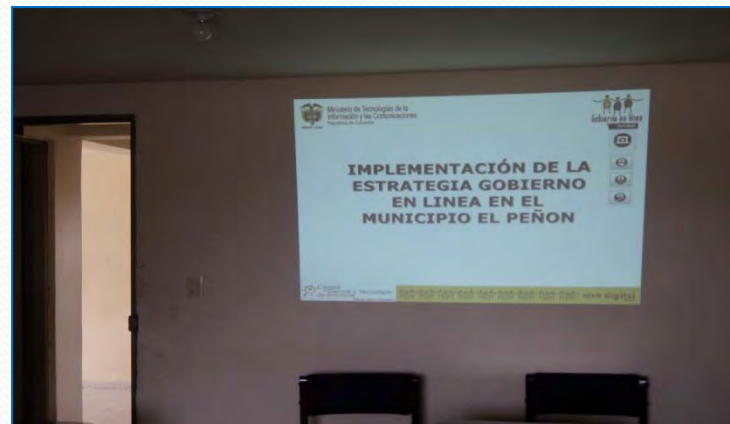 Ministerio de Tecnologías de la
Información y las Comunicaciones
República de Colombia
Gobierno en línea
IMPLEMENTACIÓN DE LA
ESTRATEGIA GOBIERNO
EN LINEA EN EL
MUNICIPIO EL PEÑON
vive digital